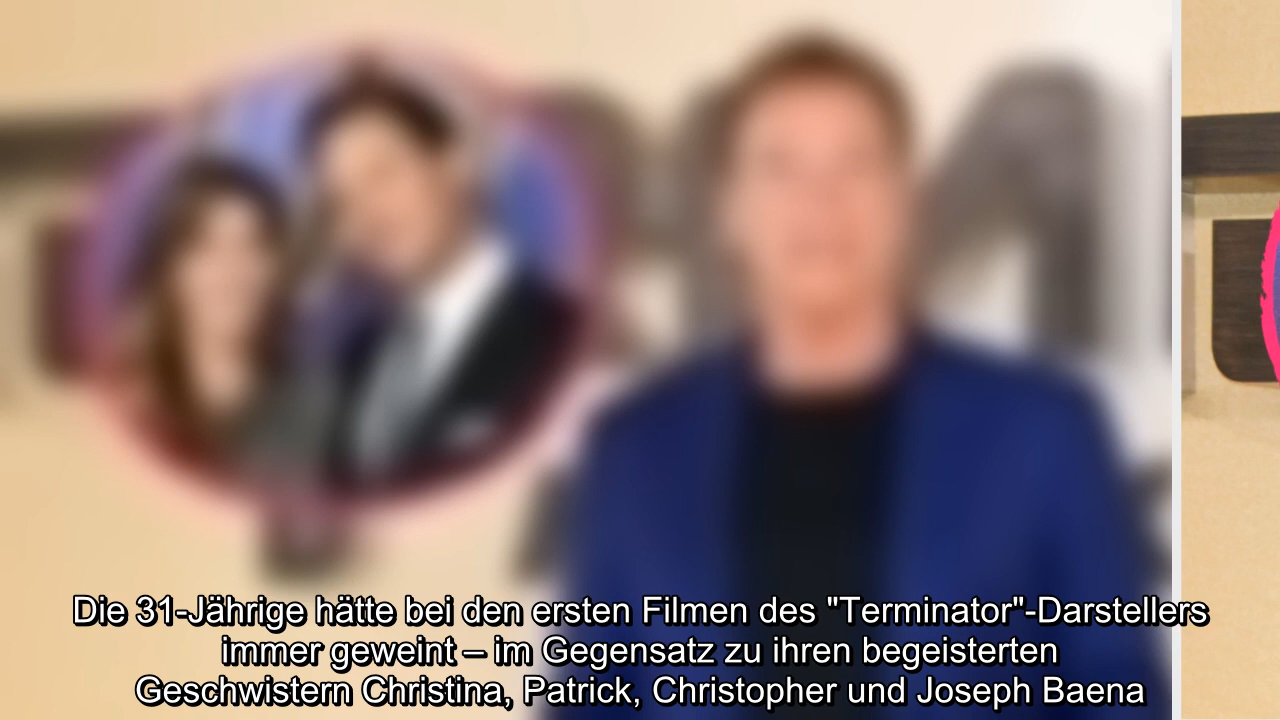 Die 31-Jährige hätte bei den ersten Filmen des "Terminator"-Darstellers
immer geweint – im Gegensatz zu ihren begeisterten
Geschwistern Christina, Patrick, Christopher und Joseph Baena